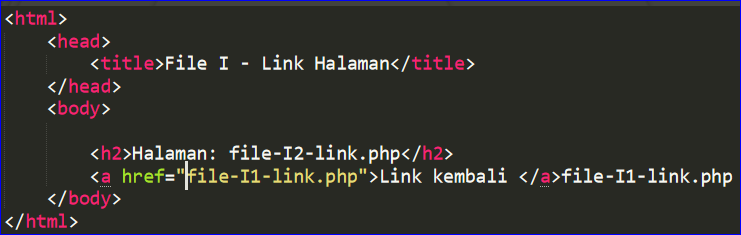 <html>
<head>
<title>File I - Link Halaman</title>
</head>
<body>
<h2>Halaman: file-I2-link.php</h2>
<a href="file-I1-link.php">Link kembali </a>file-I1-link.php
</body>
</html>